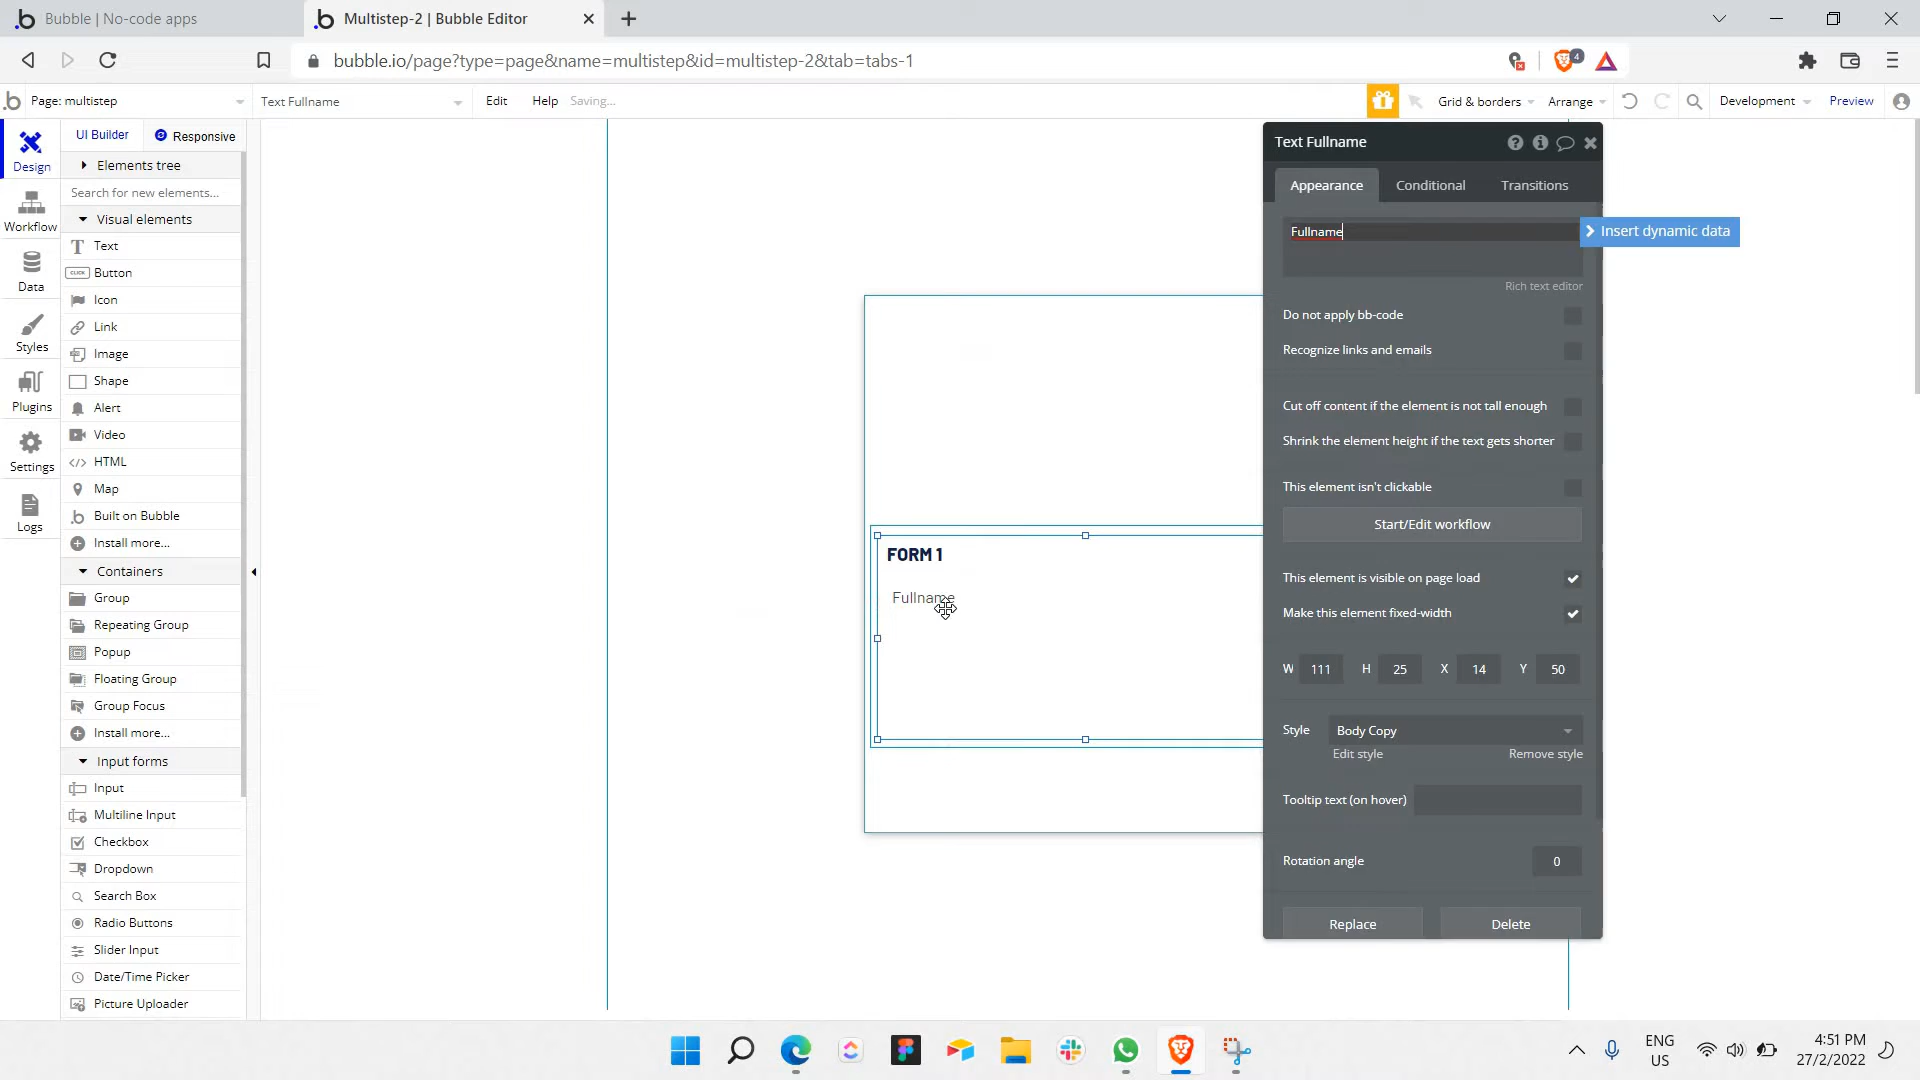 Bubble | No-code apps
Multistep-2 | Bubble Editor
bubble.io/page?type=page&name=multistep&id=multistep-2&tab=tabs-1
4
Page: multistep
Text Fullname
Edit
Help
Saving...
Grid & borders
Arrange
Development
Preview
Design
Workflow
Data
Styles
Plugins
Settings
Logs
UI Builder
Responsive
Elements tree
Search for new elements...
Visual elements
Text
CLICK
Button
Icon
Link
Image
Shape
Alert
Video
HTML
Map
Built on Bubble
Install more...
Containers
Group
Repeating Group
Popup
Floating Group
Group Focus
Install more...
Input forms
Input
Multiline Input
Checkbox
Dropdown
Search Box
Radio Buttons
Slider Input
Date/Time Picker
Picture Uploader
FORM 1
Fullname
Text Fullname
Appearance
Conditional
Transitions
Fullname
Insert dynamic data
Rich text editor
Do not apply bb-code
Recognize links and emails
Cut off content if the element is not tall enough
Shrink the element height if the text gets shorter
This element isn't clickable
Start/Edit workflow
This element is visible on page load
Make this element fixed-width
W 111 H 25 X 14 Y 50
Style Body Copy
Edit style
Remove style
Tooltip text (on hover)
Rotation angle 0
Replace
Delete
ENG
US
4:51 PM
27/2/2022